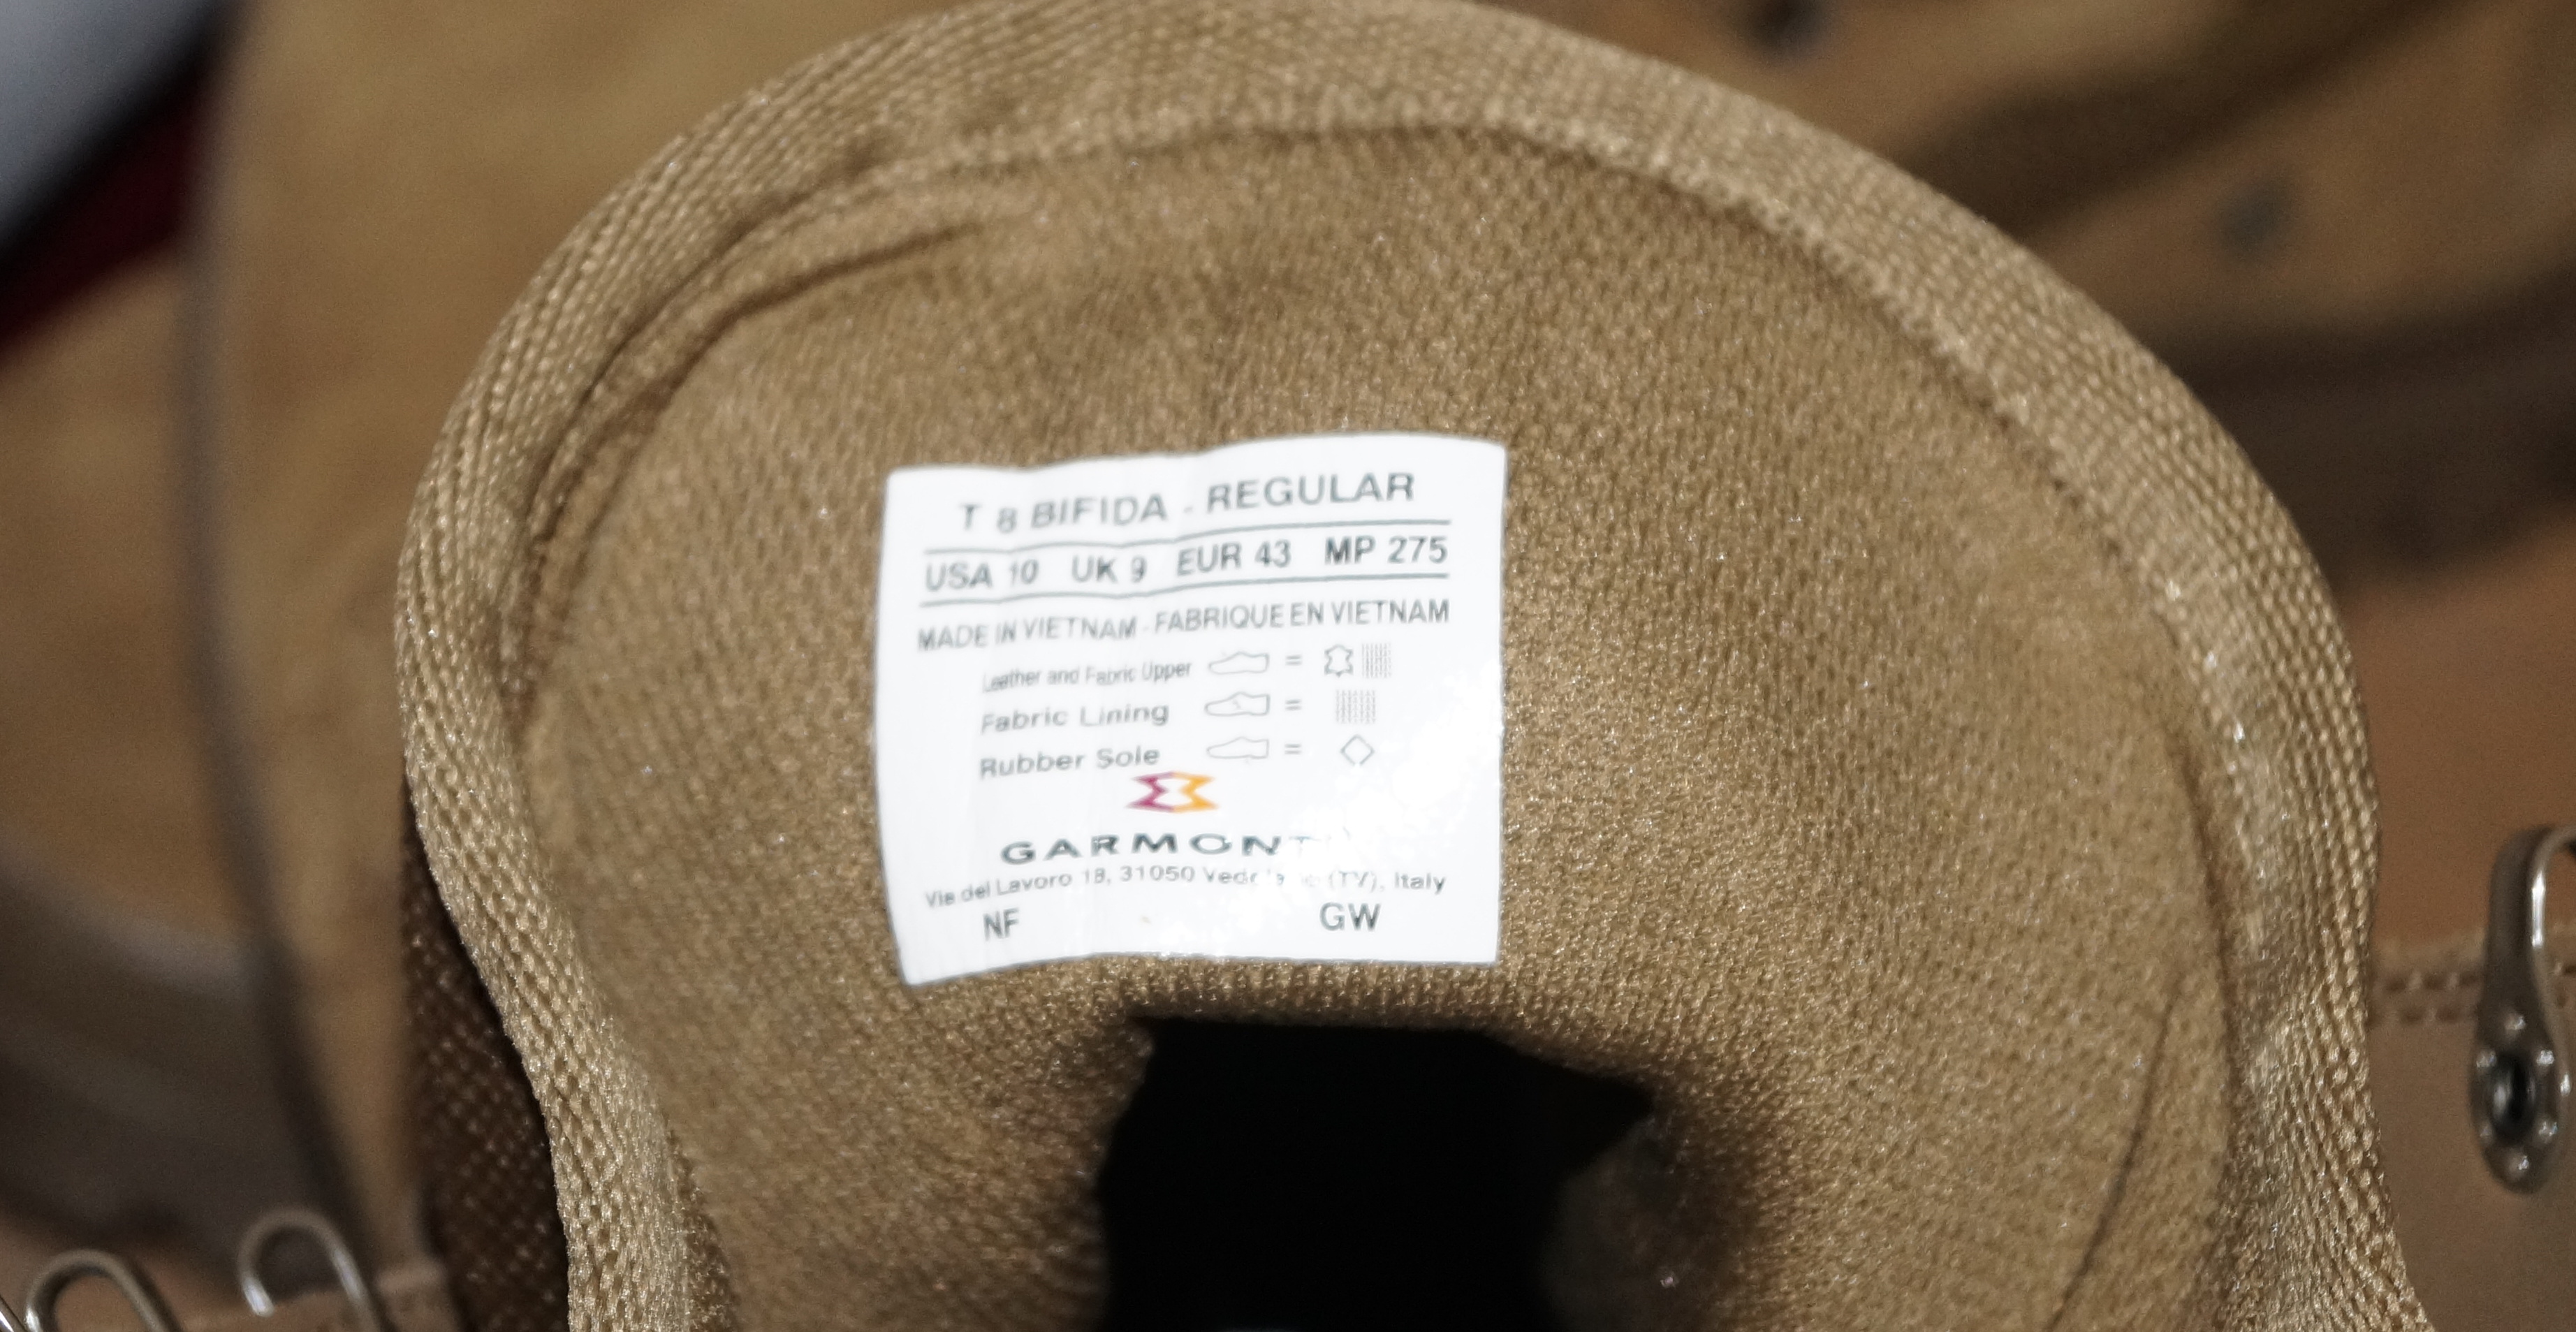 T 8 BIFIDA - REGULAR
USA 10 UK 9 EUR 43 MP 275
MADE IN VIETNAM - FABRIQUE EN VIETNAM
Leather and Fabric Upper =
Fabric Lining =
Rubber Sole =
GARMONT
Via del Lavoro 18, 31050 (TV), Italy
NF GW